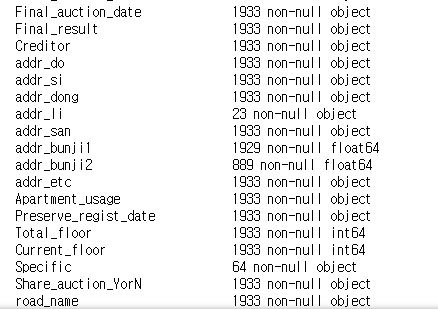 Final_auction_date 1933 non-null object
Final_result 1933 non-null object
Creditor 1933 non-null object
addr_do 1933 non-null object
addr_si 1933 non-null object
addr_dong 1933 non-null object
addr_li 23 non-null object
addr_san 1933 non-null object
addr_bunji1 1929 non-null float64
addr_bunji2 889 non-null float64
addr_etc 1933 non-null object
Apartment_usage 1933 non-null object
Preserve_regist_date 1933 non-null object
Total_floor 1933 non-null int64
Current_floor 1933 non-null int64
Specific 64 non-null object
Share_auction_YorN 1933 non-null object
road_name 1933 non-null object